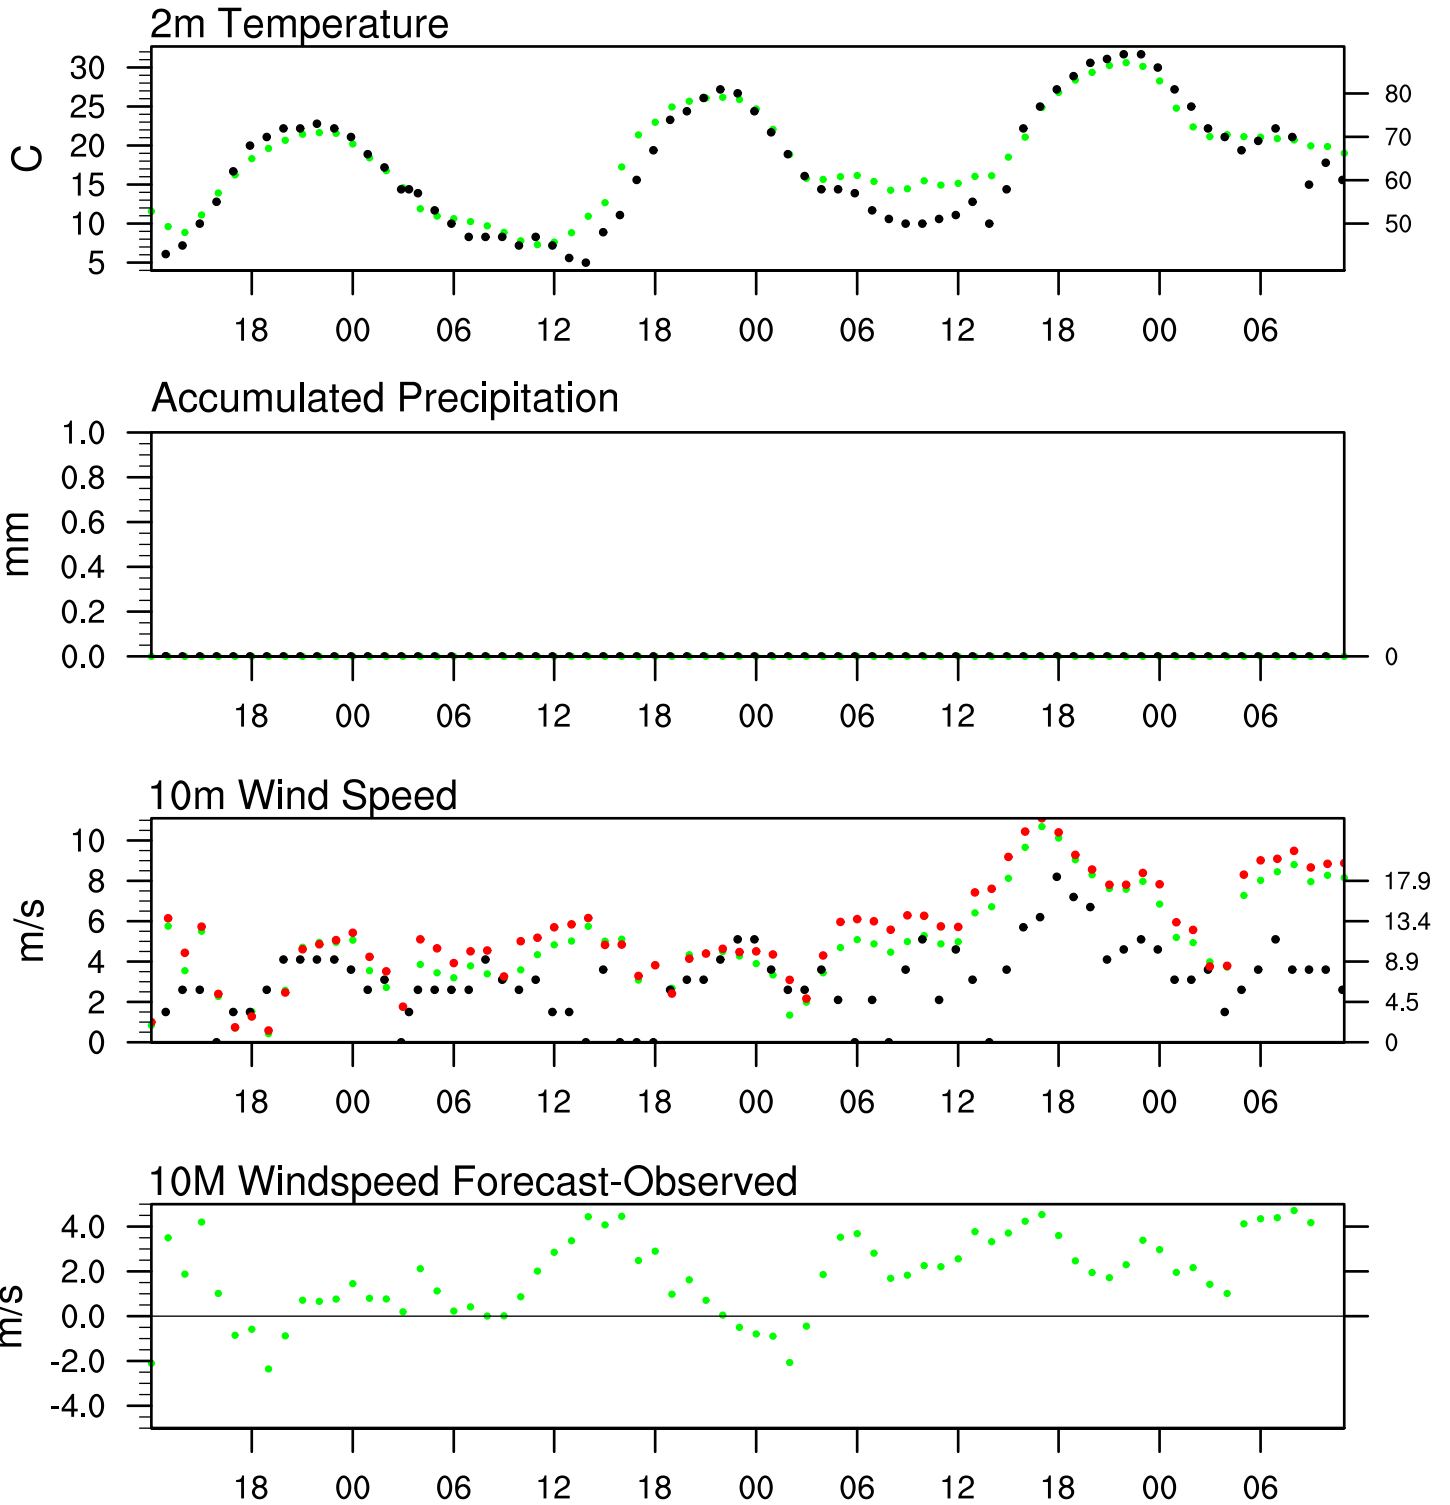 2m Temperature
30
25
20
15
10
5
C
80
70
60
50
18 00 06 12 18 00 06 12 18 00 06
Accumulated Precipitation
1.0
0.8
0.6
0.4
0.2
0.0
mm
0
18 00 06 12 18 00 06 12 18 00 06
10m Wind Speed
10
8
6
4
2
0
m/s
17.9
13.4
8.9
4.5
0
18 00 06 12 18 00 06 12 18 00 06
10M Windspeed Forecast-Observed
4.0
2.0
0.0
-2.0
-4.0
m/s
18 00 06 12 18 00 06 12 18 00 06